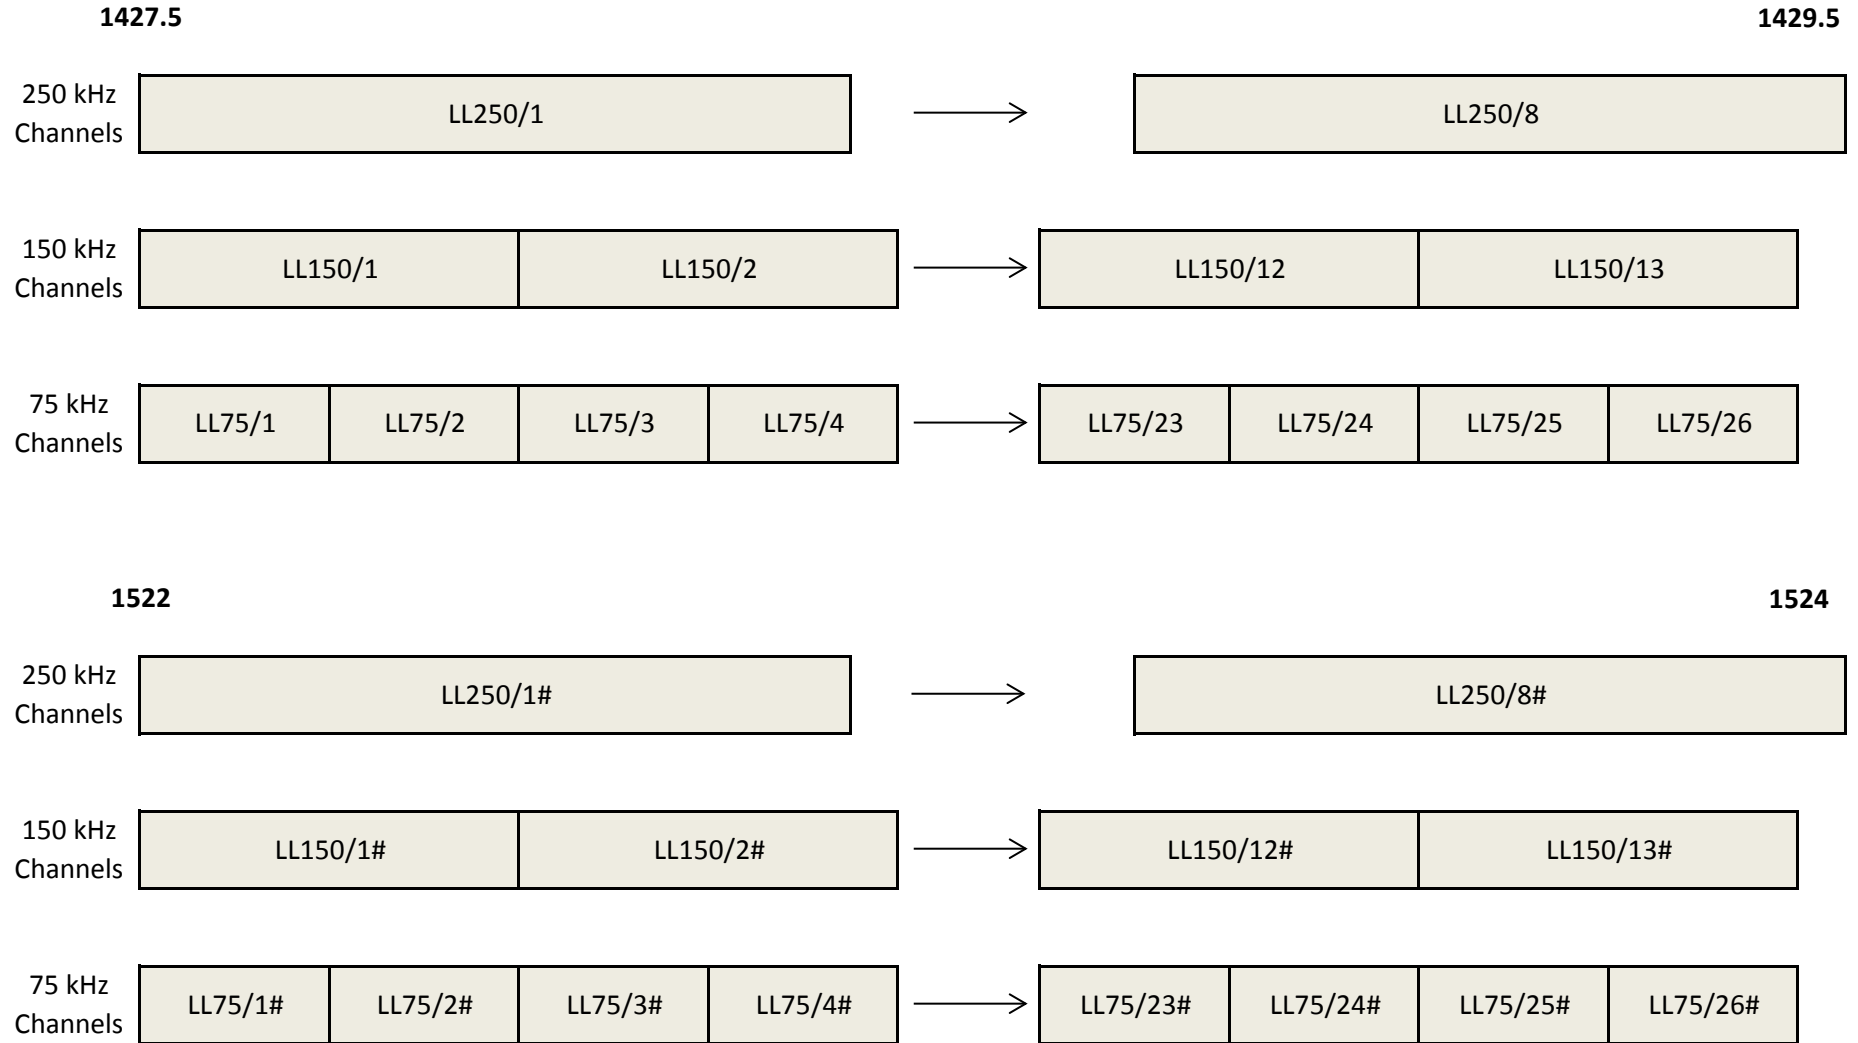 1427.5 1429.5
250 kHz
Channels
LL250/1 LL250/8
150 kHz
Channels
LL150/1 LL150/2 LL150/12 LL150/13
75 kHz
Channels
LL75/1 LL75/2 LL75/3 LL75/4 LL75/23 LL75/24 LL75/25 LL75/26
1522 1524
250 kHz
Channels
LL250/1# LL250/8#
150 kHz
Channels
LL150/1# LL150/2# LL150/12# LL150/13#
75 kHz
Channels
LL75/1# LL75/2# LL75/3# LL75/4# LL75/23# LL75/24# LL75/25# LL75/26#